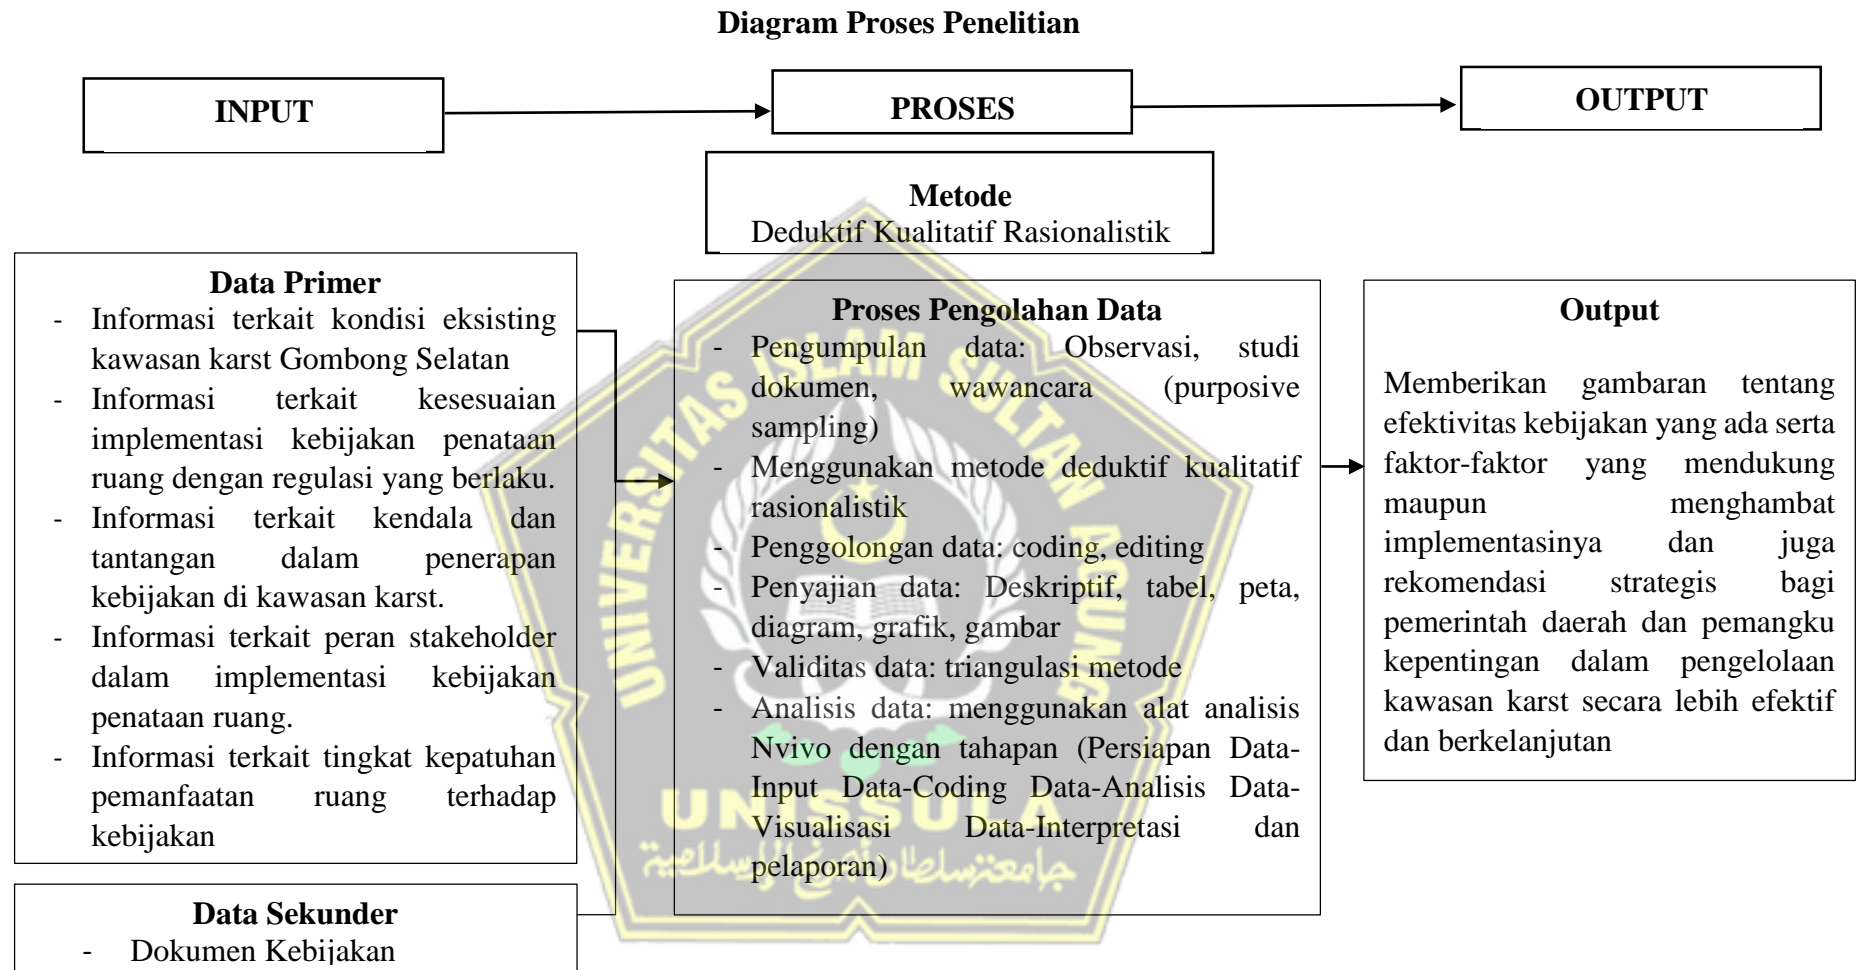 Diagram Proses Penelitian
INPUT
PROSES
OUTPUT
Metode
Deduktif Kualitatif Rasionalistik
Data Primer
- Informasi terkait kondisi eksisting
kawasan karst Gombong Selatan
- Informasi terkait kesesuaian
implementasi kebijakan penataan
ruang dengan regulasi yang berlaku.
- Informasi terkait kendala dan
tantangan dalam penerapan
kebijakan di kawasan karst.
- Informasi terkait peran stakeholder
dalam implementasi kebijakan
penataan ruang.
- Informasi terkait tingkat kepatuhan
pemanfaatan ruang terhadap
kebijakan
Data Sekunder
- Dokumen Kebijakan
Proses Pengolahan Data
- Pengumpulan data: Observasi, studi
dokumen, wawancara (purposive
sampling)
- Menggunakan metode deduktif kualitatif
rasionalistik
- Penggolongan data: coding, editing
- Penyajian data: Deskriptif, tabel, peta,
diagram, grafik, gambar
- Validitas data: triangulasi metode
- Analisis data: menggunakan alat analisis
Nvivo dengan tahapan (Persiapan Data-
Input Data-Coding Data-Analisis Data-
Visualisasi Data-Interpretasi dan
pelaporan)
Output
Memberikan gambaran tentang
efektivitas kebijakan yang ada serta
faktor-faktor yang mendukung
maupun menghambat
implementasinya dan juga
rekomendasi strategis bagi
pemerintah daerah dan pemangku
kepentingan dalam pengelolaan
kawasan karst secara lebih efektif
dan berkelanjutan
UNIVERSITAS ISLAM SULTAN AGUNG
UNISSULA
جامعة سلطان أجونج الإسلامية